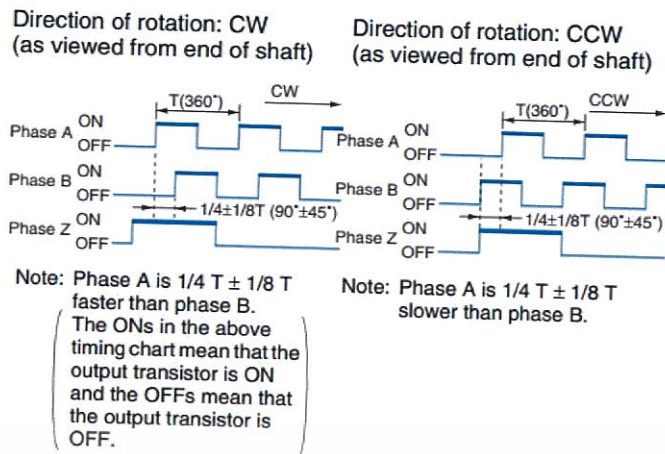 Direction of rotation: CW
(as viewed from end of shaft)
T(360°)
CW
Phase A
ON
OFF
Phase B
ON
OFF
1/4±1/8T (90°±45°)
Phase Z
ON
OFF
Note: Phase A is 1/4 T ± 1/8 T
faster than phase B.
The ONs in the above
timing chart mean that the
output transistor is ON
and the OFFs mean that
the output transistor is
OFF.
Direction of rotation: CCW
(as viewed from end of shaft)
T(360°)
CCW
Phase A
ON
OFF
Phase B
ON
OFF
1/4±1/8T (90°±45°)
Phase Z
ON
OFF
Note: Phase A is 1/4 T ± 1/8 T
slower than phase B.